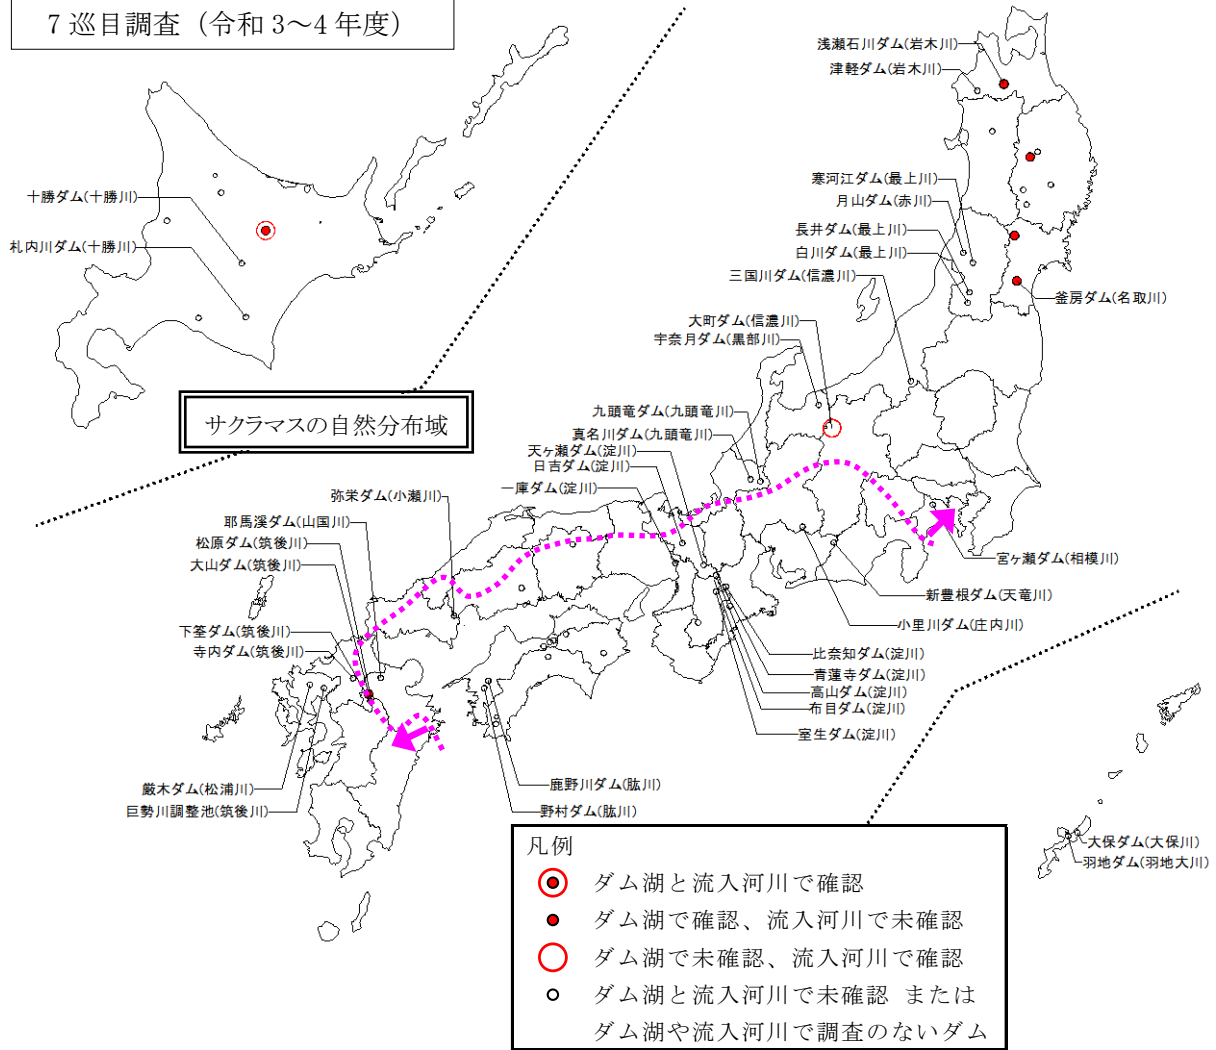 7 巡目調査（令和 3～4 年度）
浅瀬石川ダム(岩木川)
津軽ダム(岩木川)
寒河江ダム(最上川)
月山ダム(赤川)
長井ダム(最上川)
白川ダム(最上川)
三国川ダム(信濃川)
釜房ダム(名取川)
大町ダム(信濃川)
宇奈月ダム(黒部川)
十勝ダム(十勝川)
札内川ダム(十勝川)
サクラマスの自然分布域
九頭竜ダム(九頭竜川)
真名川ダム(九頭竜川)
天ヶ瀬ダム(淀川)
日吉ダム(淀川)
一庫ダム(淀川)
弥栄ダム(小瀬川)
耶馬溪ダム(山国川)
松原ダム(筑後川)
大山ダム(筑後川)
下筌ダム(筑後川)
寺内ダム(筑後川)
宮ヶ瀬ダム(相模川)
新豊根ダム(天竜川)
小里川ダム(庄内川)
比奈知ダム(淀川)
青蓮寺ダム(淀川)
高山ダム(淀川)
布目ダム(淀川)
室生ダム(淀川)
厳木ダム(松浦川)
巨勢川調整池(筑後川)
鹿野川ダム(肱川)
野村ダム(肱川)
大保ダム(大保川)
羽地ダム(羽地大川)
凡例
ダム湖と流入河川で確認
ダム湖で確認、流入河川で未確認
ダム湖で未確認、流入河川で確認
ダム湖と流入河川で未確認 または
ダム湖や流入河川で調査のないダム